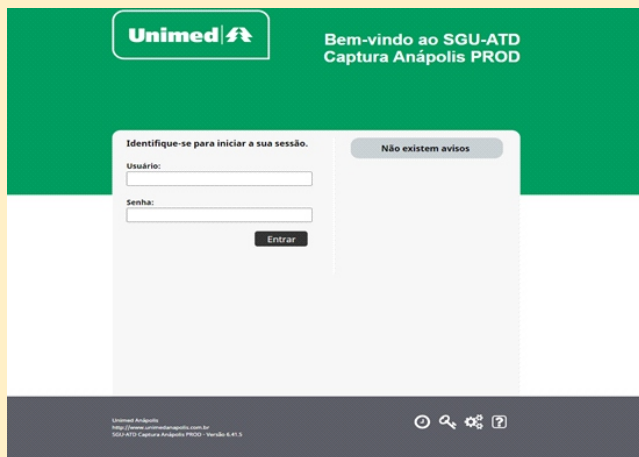 Unimed
Bem-vindo ao SGU-ATD
Captura Anápolis PROD
Identifique-se para iniciar a sua sessão.
Usuário:
Senha:
Entrar
Não existem avisos
Unimed Anápolis
http://www.unimedanapolis.com.br
SGU-ATD Captura Anápolis PROD - Versão 6.41.5